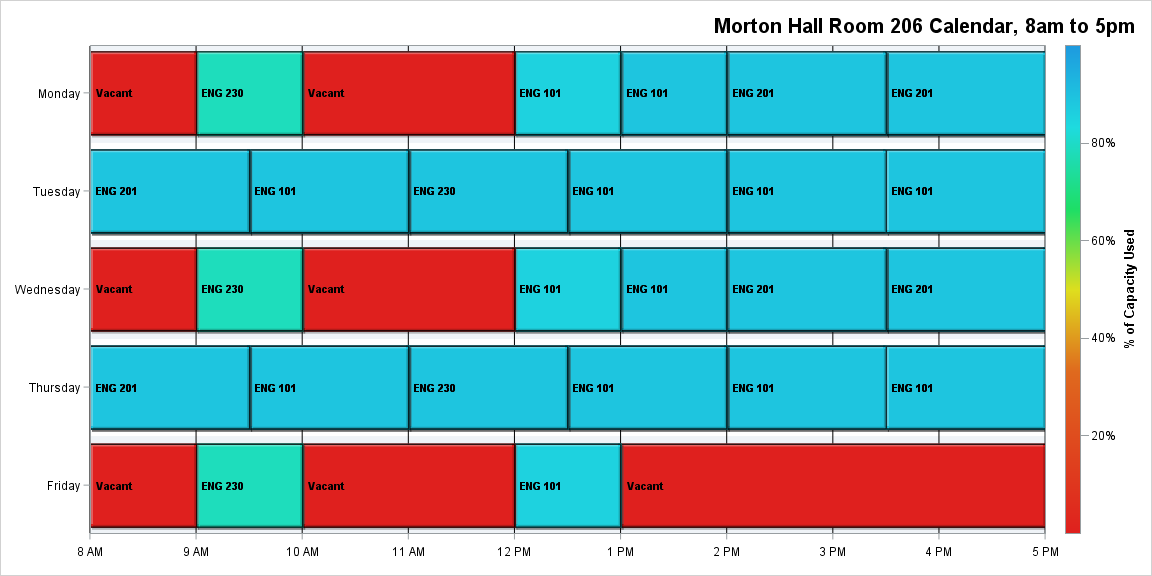 Morton Hall Room 206 Calendar, 8am to 5pm
Monday Vacant ENG 230 Vacant ENG 101 ENG 101 ENG 201 ENG 201
Tuesday ENG 201 ENG 101 ENG 230 ENG 101 ENG 101 ENG 101
Wednesday Vacant ENG 230 Vacant ENG 101 ENG 101 ENG 201 ENG 201
Thursday ENG 201 ENG 101 ENG 230 ENG 101 ENG 101 ENG 101
Friday Vacant ENG 230 Vacant ENG 101 Vacant
8 AM 9 AM 10 AM 11 AM 12 PM 1 PM 2 PM 3 PM 4 PM 5 PM
80%
60%
40%
20%
% of Capacity Used